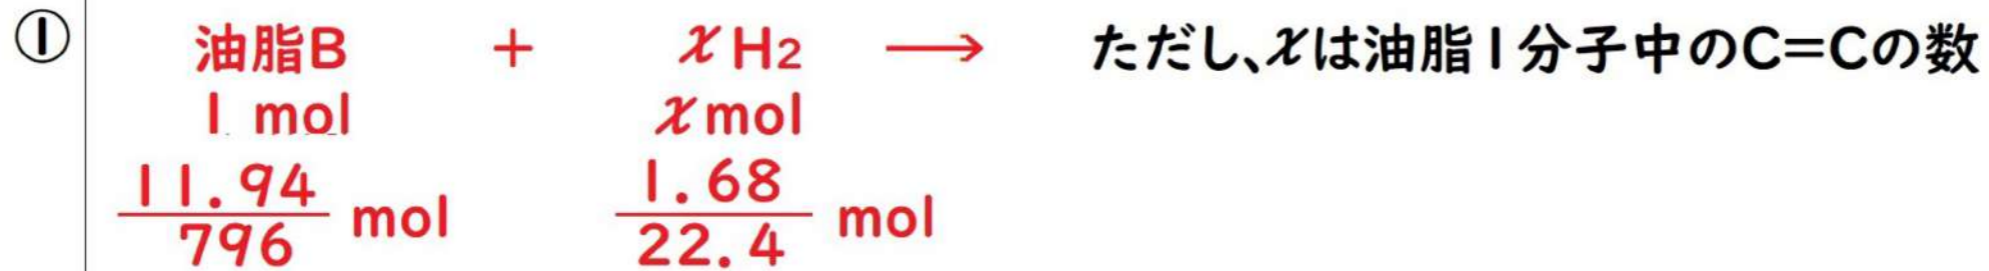 ① 油脂B + xH2 → ただし、xは油脂1分子中のC=Cの数
1 mol xmol
11.94/796 mol 1.68/22.4 mol